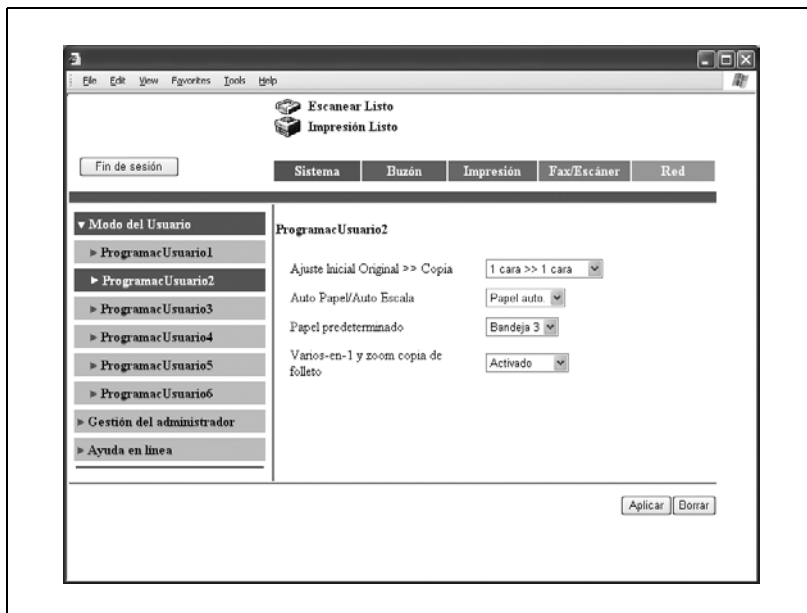 File Edit View Favorites Tools Help
Escanear Listo
Impresión Listo
Fin de sesión
Sistema Buzón Impresión Fax/Escáner Red
Modo del Usuario
ProgramacUsuario1
ProgramacUsuario2
ProgramacUsuario3
ProgramacUsuario4
ProgramacUsuario5
ProgramacUsuario6
Gestión del administrador
Ayuda en línea
ProgramacUsuario2
Ajuste Inicial Original >> Copia 1 cara >> 1 cara
Auto Papel/Auto Escala Papel auto.
Papel predeterminado Bandeja 3
Varios-en-1 y zoom copia de
folleto Activado
Aplicar Borrar